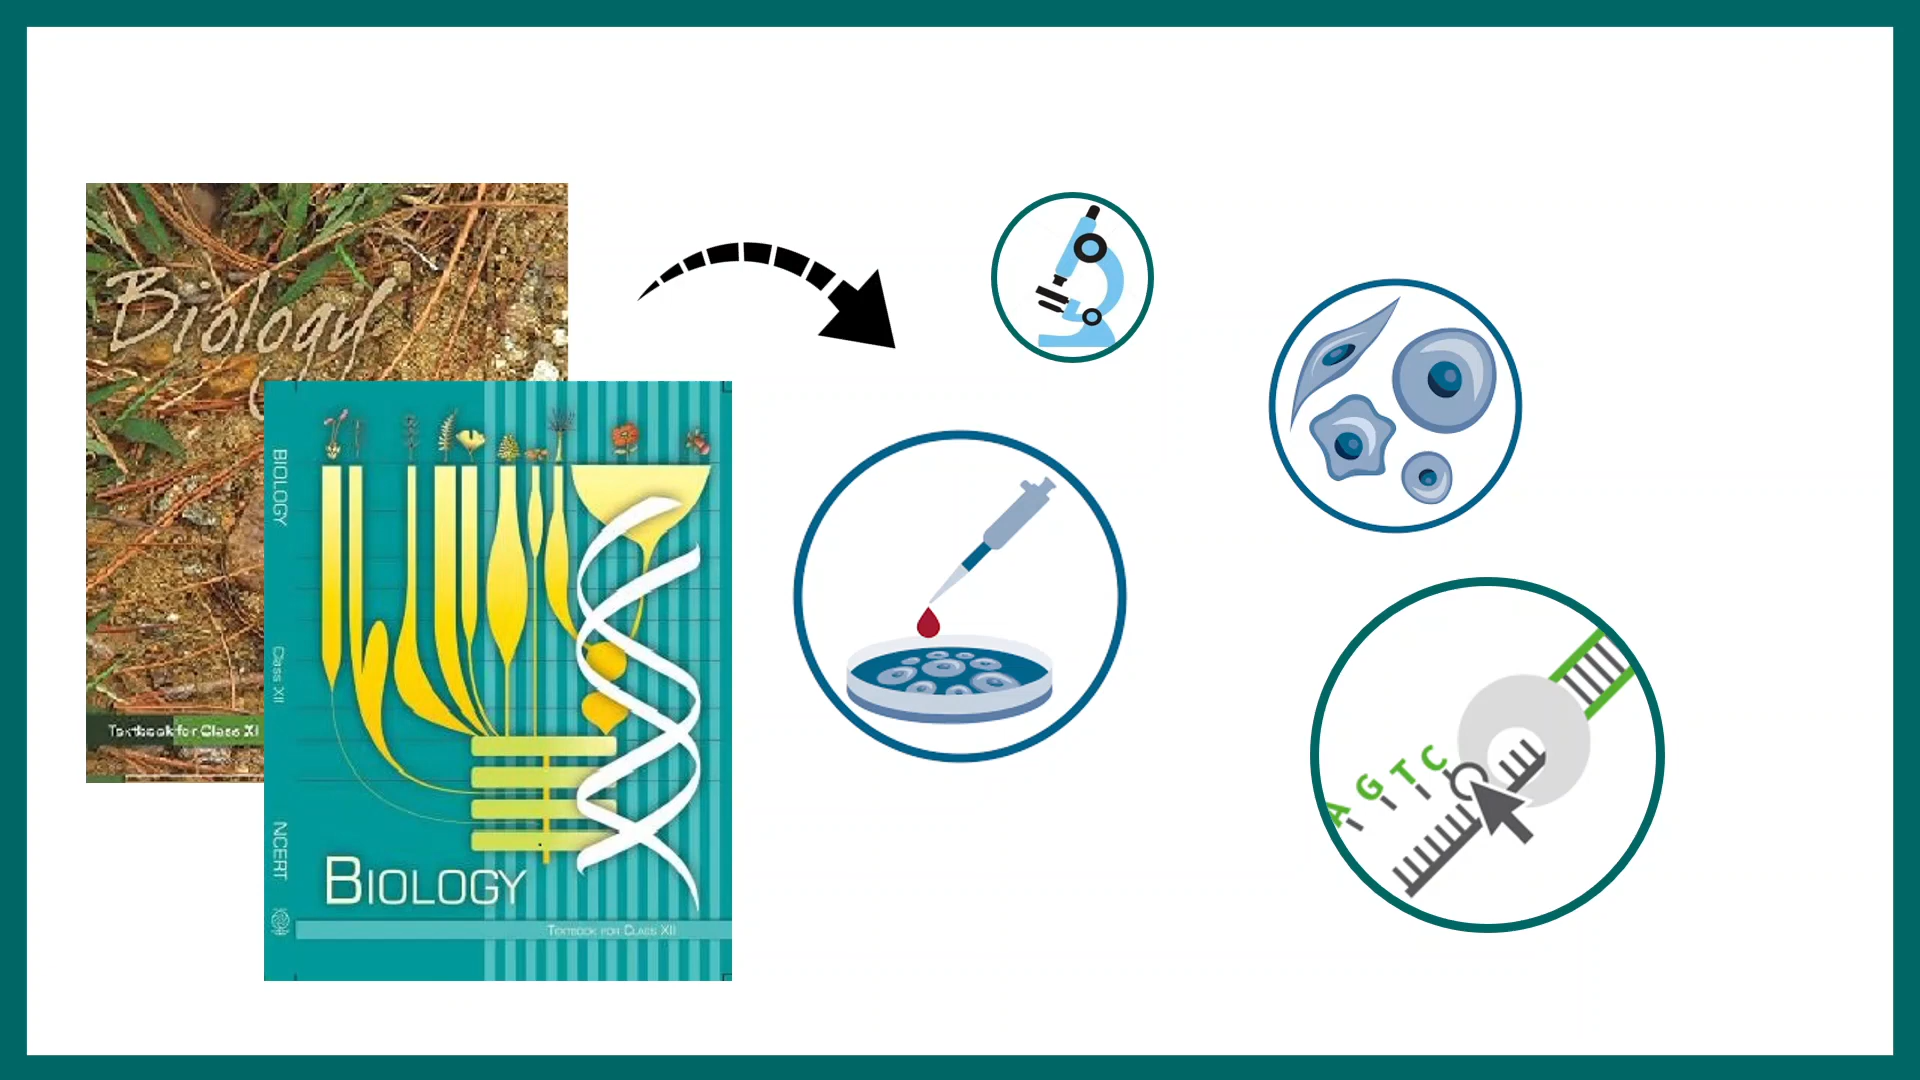 Biology
Textbook for Class XI
BIOLOGY
Class XII
NCERT
BIOLOGY
TEXTBOOK FOR CLASS XII
A G T C